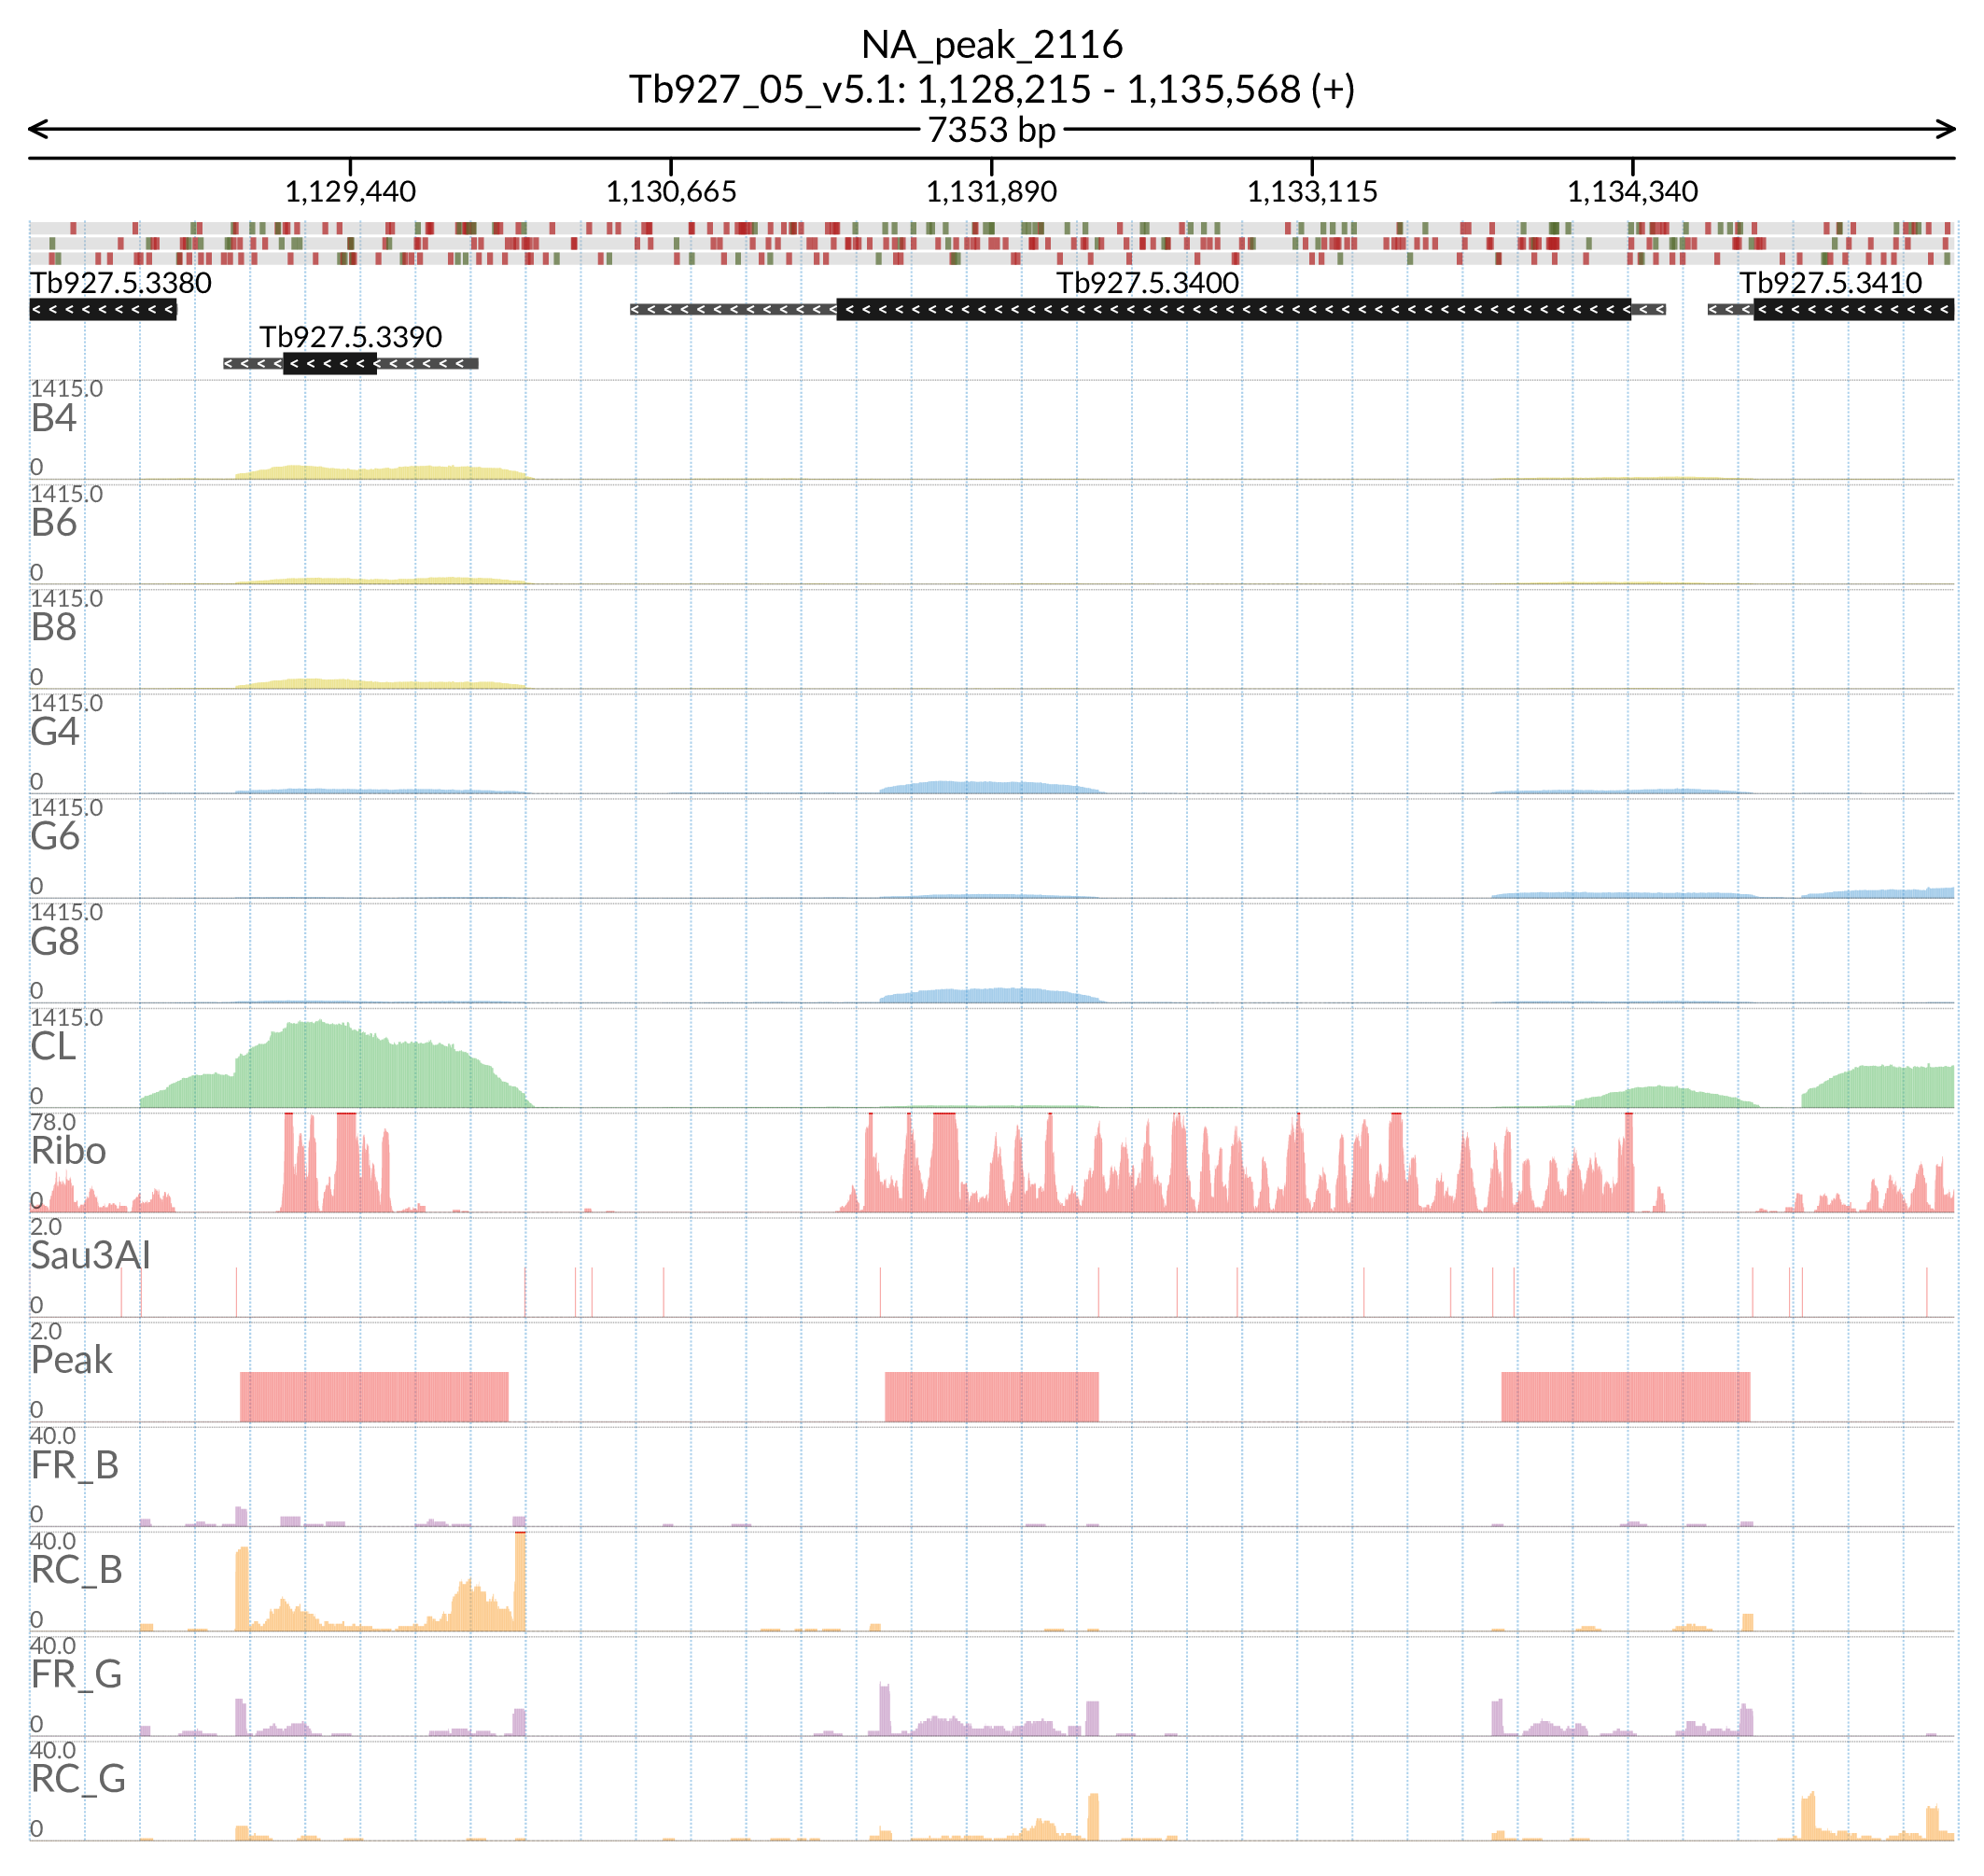 NA_peak_2116
Tb927_05_v5.1: 1,128,215 - 1,135,568 (+)
7353 bp
1,129,440 1,130,665 1,131,890 1,133,115 1,134,340
Tb927.5.3380 Tb927.5.3400 Tb927.5.3410
Tb927.5.3390
1415.0
B4
0
1415.0
B6
0
1415.0
B8
0
1415.0
G4
0
1415.0
G6
0
1415.0
G8
0
1415.0
CL
0
78.0
Ribo
0
2.0
Sau3AI
0
2.0
Peak
0
40.0
FR_B
0
40.0
RC_B
0
40.0
FR_G
0
40.0
RC_G
0